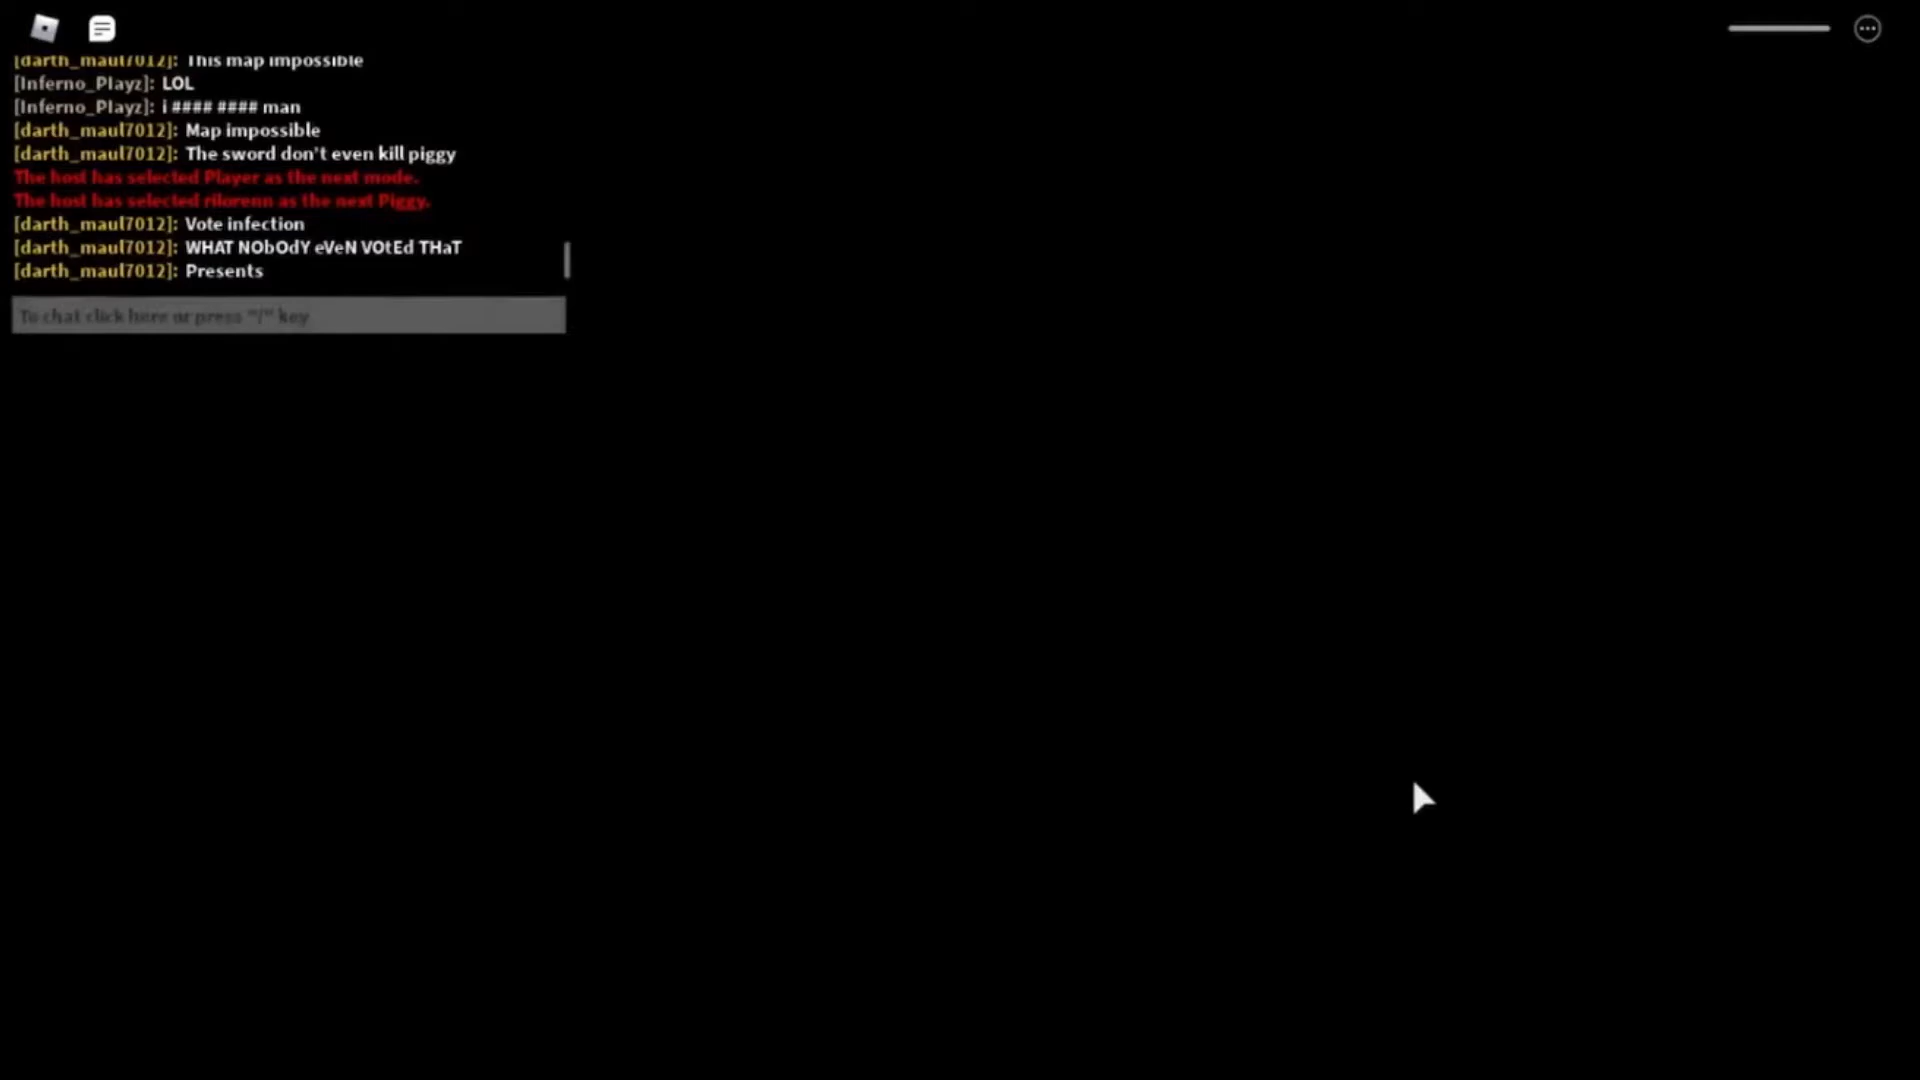 [darth_maul7012]: This map impossible
[Inferno_Playz]: LOL
[Inferno_Playz]: i #### #### man
[darth_maul7012]: Map impossible
[darth_maul7012]: The sword don't even kill piggy
The host has selected Player as the next mode.
The host has selected rilorenn as the next Piggy.
[darth_maul7012]: Vote infection
[darth_maul7012]: WHAT NObOdY eVeN VOtEd THaT
[darth_maul7012]: Presents
To chat click here or press "/" key